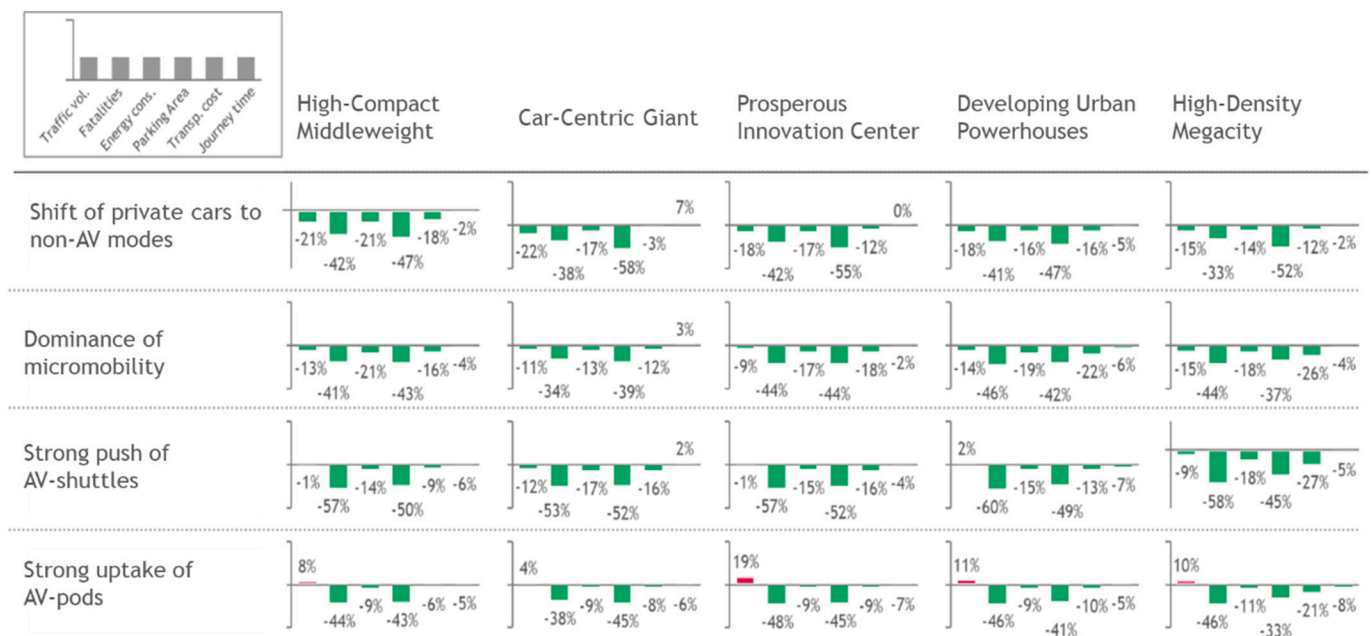 Traffic vol.
Fatalities
Energy cons.
Parking Area
Transp. cost
Journey time
High-Compact
Middleweight
Car-Centric Giant
Prosperous
Innovation Center
Developing Urban
Powerhouses
High-Density
Megacity
Shift of private cars to
non-AV modes
-21% -42% -21% -47% -18% -2%
-22% -38% -17% -58% -3% 7%
-18% -42% -17% -55% -12% 0%
-18% -41% -16% -47% -16% -5%
-15% -33% -14% -52% -12% -2%
Dominance of
micromobility
-13% -41% -21% -43% -16% -4%
-11% -34% -13% -39% -12% 3%
-9% -44% -17% -44% -18% -2%
-14% -46% -19% -42% -22% -6%
-15% -44% -18% -37% -26% -4%
Strong push of
AV-shuttles
-1% -57% -14% -50% -9% -6%
-12% -53% -17% -52% -16% 2%
-1% -57% -15% -52% -16% -4%
2% -60% -15% -49% -13% -7%
-9% -58% -18% -45% -27% -5%
Strong uptake of
AV-pods
8% -44% -9% -43% -6% -5%
4% -38% -9% -45% -8% -6%
19% -48% -9% -45% -9% -7%
11% -46% -9% -41% -10% -5%
10% -46% -11% -33% -21% -8%